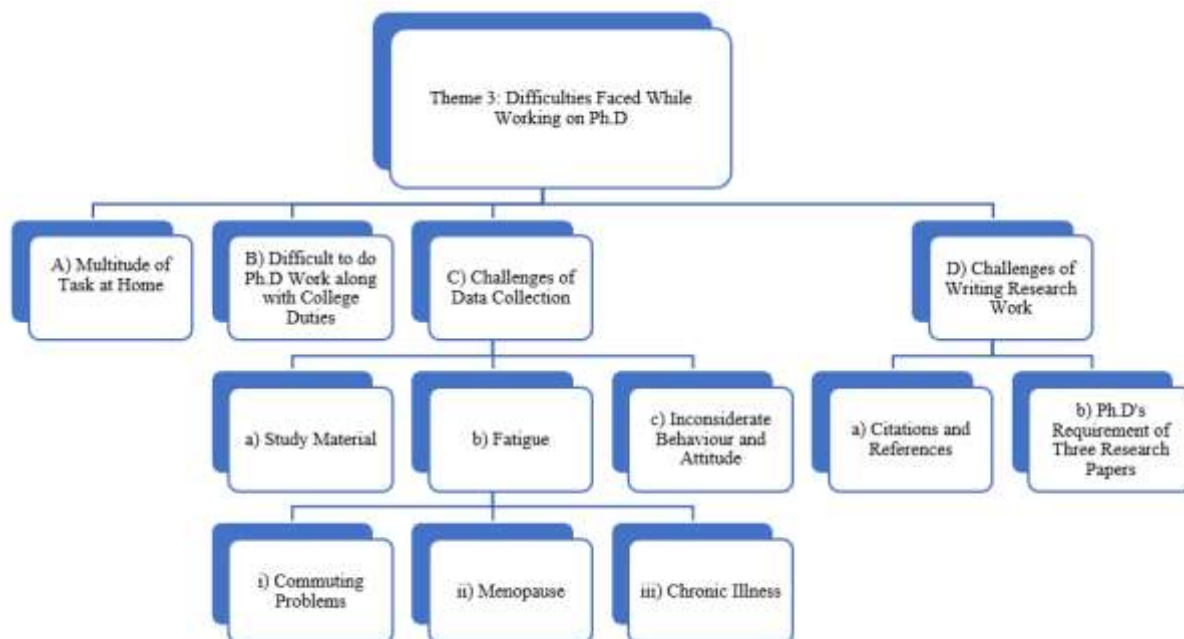 Theme 3: Difficulties Faced While
Working on Ph.D
A) Multitude of
Task at Home
B) Difficult to do
Ph.D Work along
with College
Duties
C) Challenges of
Data Collection
D) Challenges of
Writing Research
Work
a) Study Material
b) Fatigue
c) Inconsiderate
Behaviour and
Attitude
a) Citations and
References
b) Ph.D's
Requirement of
Three Research
Papers
i) Commuting
Problems
ii) Menopause
iii) Chronic Illness